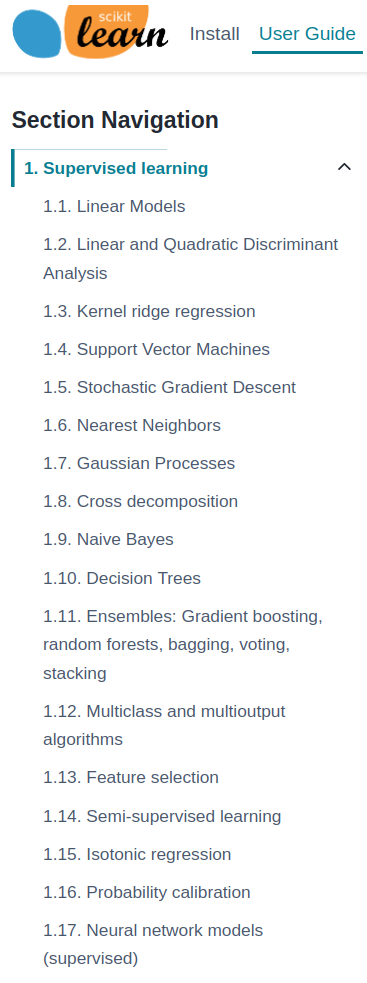 scikit
learn Install User Guide
Section Navigation
1. Supervised learning
1.1. Linear Models
1.2. Linear and Quadratic Discriminant
Analysis
1.3. Kernel ridge regression
1.4. Support Vector Machines
1.5. Stochastic Gradient Descent
1.6. Nearest Neighbors
1.7. Gaussian Processes
1.8. Cross decomposition
1.9. Naive Bayes
1.10. Decision Trees
1.11. Ensembles: Gradient boosting,
random forests, bagging, voting,
stacking
1.12. Multiclass and multioutput
algorithms
1.13. Feature selection
1.14. Semi-supervised learning
1.15. Isotonic regression
1.16. Probability calibration
1.17. Neural network models
(supervised)